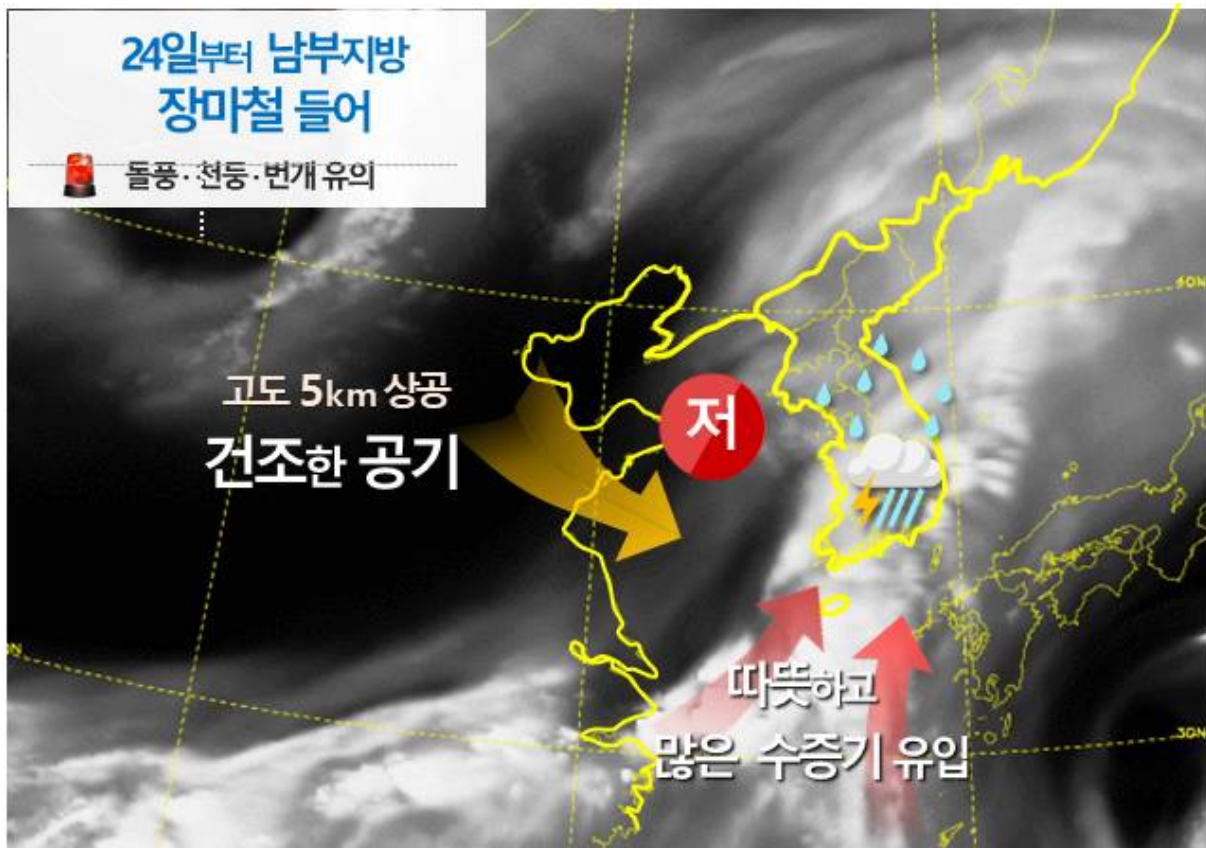 24일부터 남부지방
장마철 들어
돌풍·천둥·번개 유의
40N
고도 5km 상공
건조한 공기
저
따뜻하고
많은 수증기 유입
30N